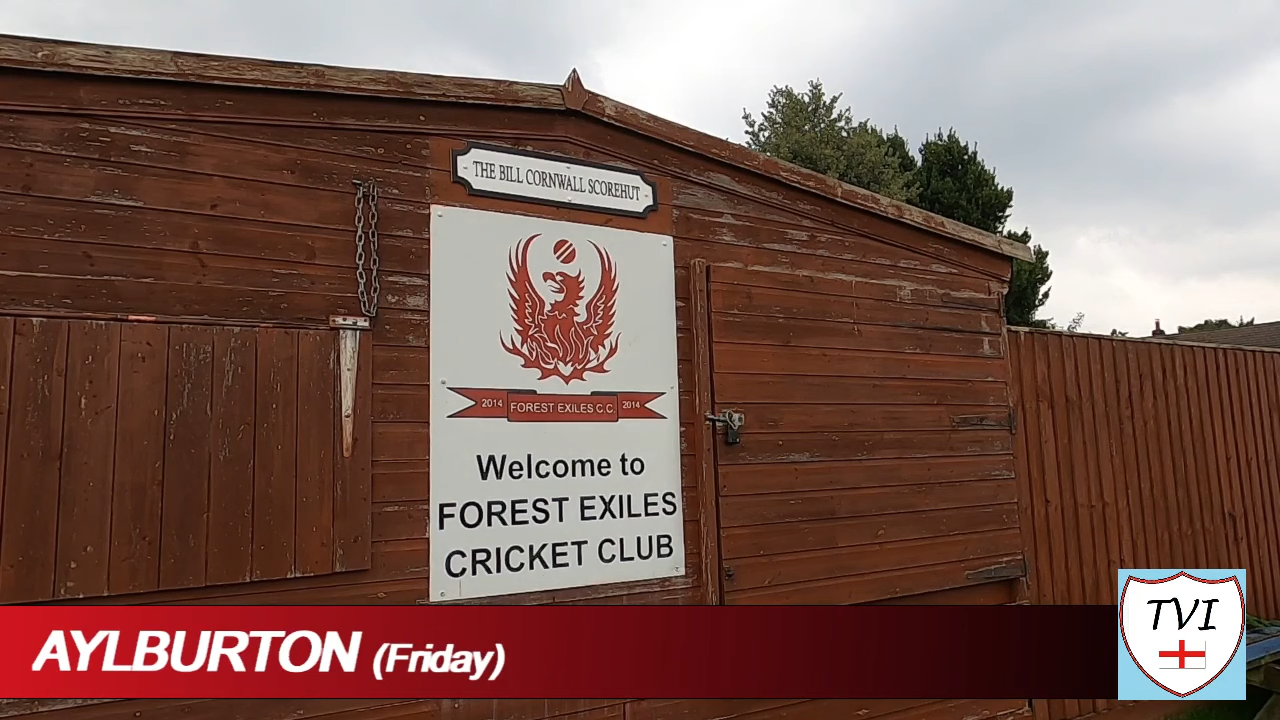 THE BILL CORNWALL SCOREHUT
2014 FOREST EXILES C.C. 2014
Welcome to
FOREST EXILES
CRICKET CLUB
AYLBURTON (Friday)
TVI